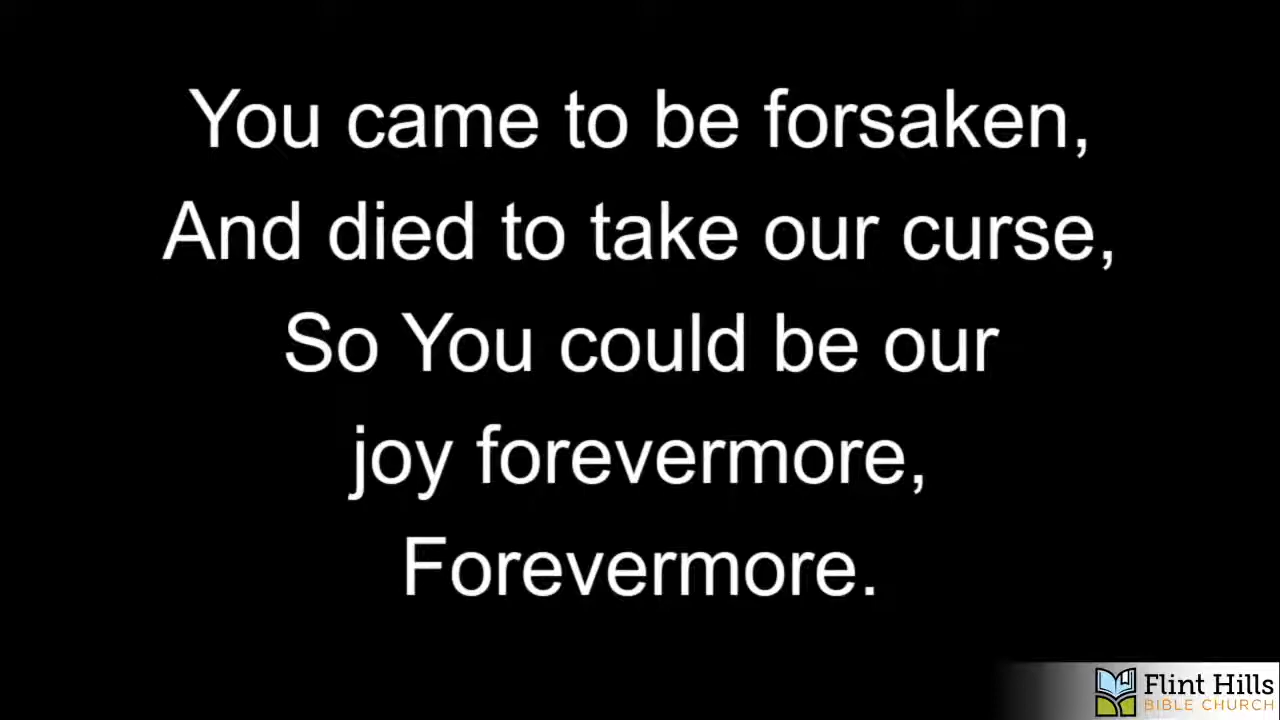 You came to be forsaken,
And died to take our curse,
So You could be our
joy forevermore,
Forevermore.
Flint Hills
BIBLE CHURCH